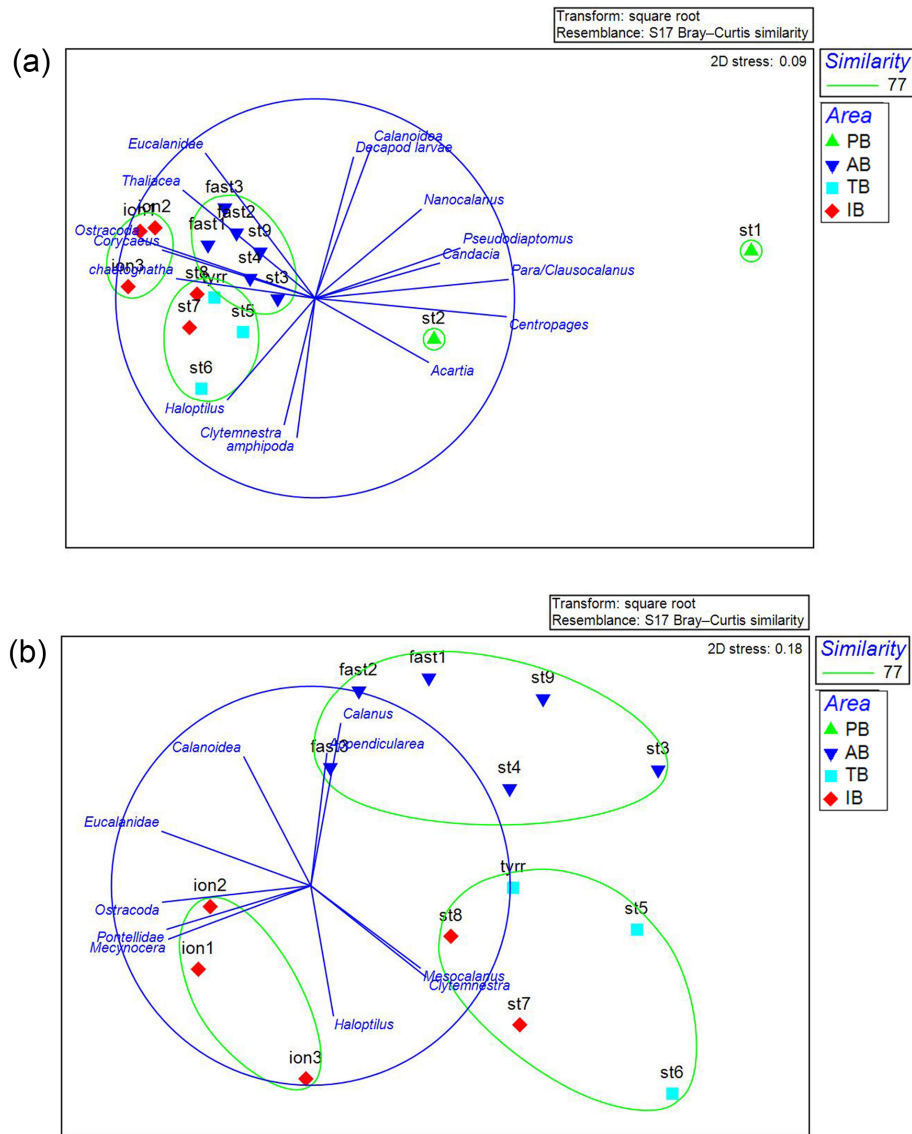 (a)
Transform: square root
Resemblance: S17 Bray–Curtis similarity
2D stress: 0.09
Similarity
77
Area
PB
AB
TB
IB
Calanoidea
Decapod larvae
Eucalanidae
Thaliacea
fast3
Nanocalanus
ion1
ion2
fast2
Ostracoda
fast1
st9
st1
Corycaeus
Pseudodiaptomus
Candacia
ion3
chatognatha
st8
tyrr
st4
st3
Para/Clausocalanus
st7
st5
st2
Centropages
st6
Acartia
Haloptilus
Clytemnestra
amphipoda
(b)
Transform: square root
Resemblance: S17 Bray–Curtis similarity
2D stress: 0.18
Similarity
77
Area
PB
AB
TB
IB
fast2
fast1
st9
Calanus
Calanoidea
fast3
Appendicularea
st3
st4
Eucalanidae
tyrr
ion2
Ostracoda
st8
st5
Pontellidae
Mecynocera
ion1
Mesocalanus
Clytemnestra
st7
Haloptilus
ion3
st6